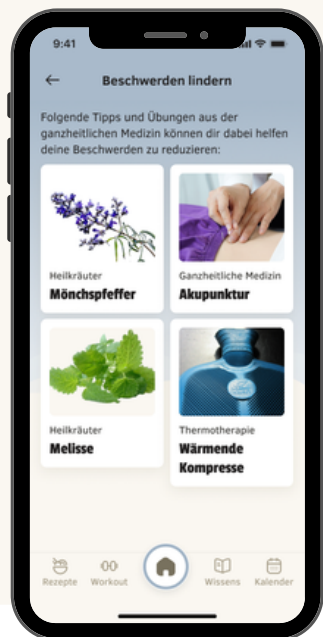 9:41
Beschwerden lindern
Folgende Tipps und Übungen aus der
ganzheitlichen Medizin können dir dabei helfen
deine Beschwerden zu reduzieren:
Heilkräuter
Mönchspfeffer
Ganzheitliche Medizin
Akupunktur
Heilkräuter
Melisse
Thermotherapie
Wärmende
Kompresse
Rezepte
Workout
Wissens
Kalender